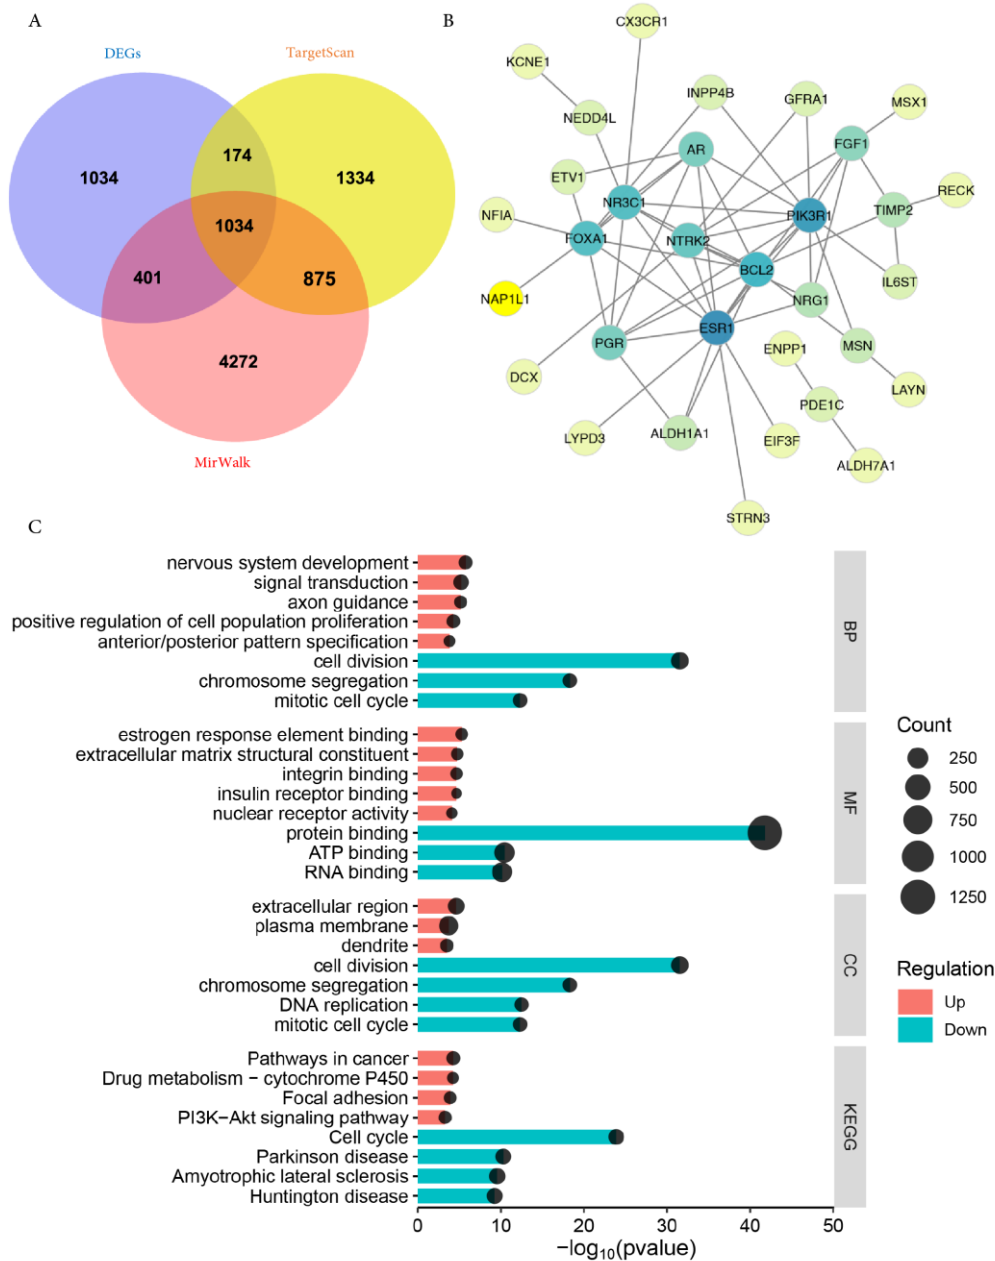 A
DEGs
TargetScan
174
1034
1334
1034
401
875
4272
MirWalk
B
CX3CR1
KCNE1
INPP4B
GFRA1
MSX1
NEDD4L
AR
FGF1
ETV1
RECK
NR3C1
PIK3R1
TIMP2
NFIA
FOXA1
NTRK2
BCL2
IL6ST
NAP1L1
NRG1
ESR1
PGR
ENPP1
MSN
DCX
LAYN
PDE1C
LYPD3
ALDH1A1
EIF3F
ALDH7A1
STRN3
C
nervous system development
signal transduction
axon guidance
positive regulation of cell population proliferation
anterior/posterior pattern specification
cell division
chromosome segregation
mitotic cell cycle
BP
estrogen response element binding
extracellular matrix structural constituent
integrin binding
insulin receptor binding
nuclear receptor activity
protein binding
ATP binding
RNA binding
MF
extracellular region
plasma membrane
dendrite
cell division
chromosome segregation
DNA replication
mitotic cell cycle
CC
Pathways in cancer
Drug metabolism − cytochrome P450
Focal adhesion
PI3K−Akt signaling pathway
Cell cycle
Parkinson disease
Amyotrophic lateral sclerosis
Huntington disease
KEGG
0 10 20 30 40 50
−log10(pvalue)
Count
250
500
750
1000
1250
Regulation
Up
Down